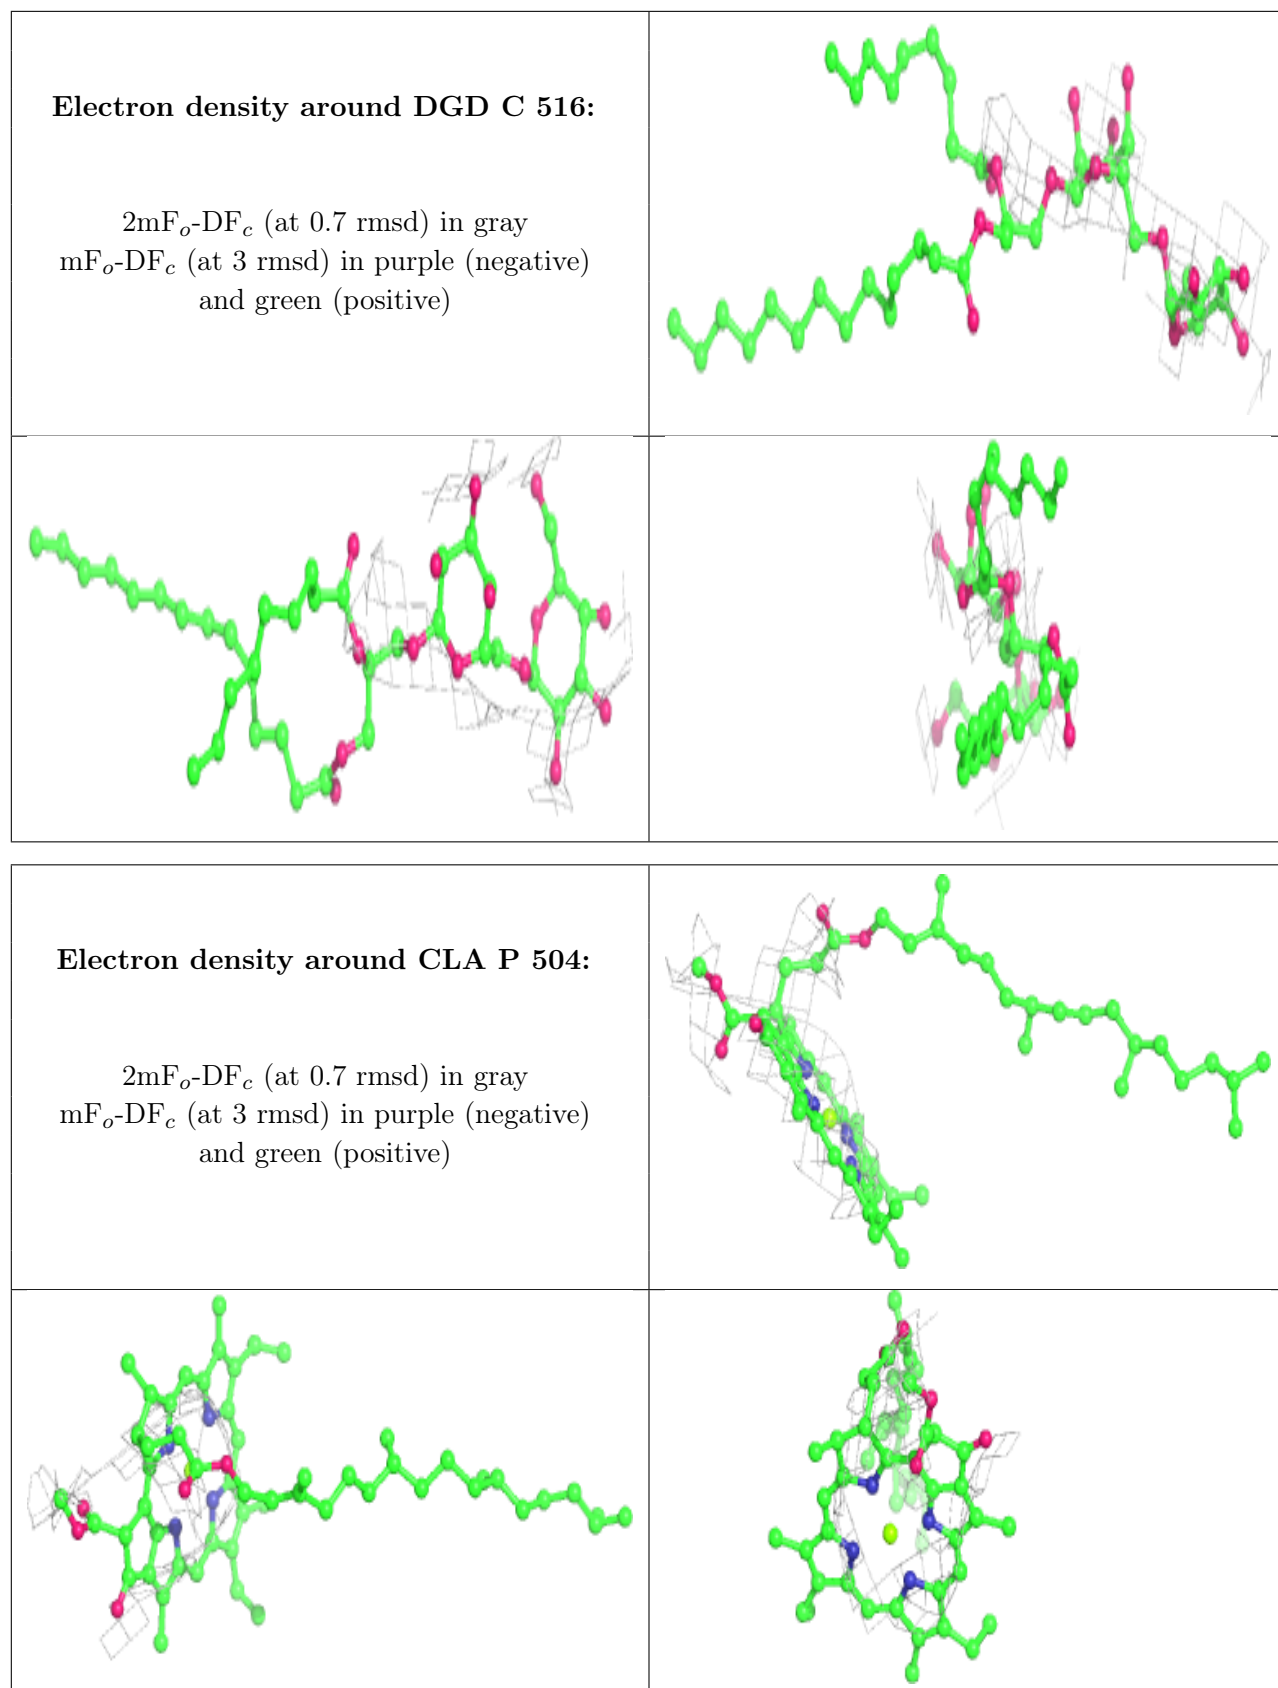 Electron density around DGD C 516:
2mFo-DFc (at 0.7 rmsd) in gray
mFo-DFc (at 3 rmsd) in purple (negative)
and green (positive)
Electron density around CLA P 504:
2mFo-DFc (at 0.7 rmsd) in gray
mFo-DFc (at 3 rmsd) in purple (negative)
and green (positive)